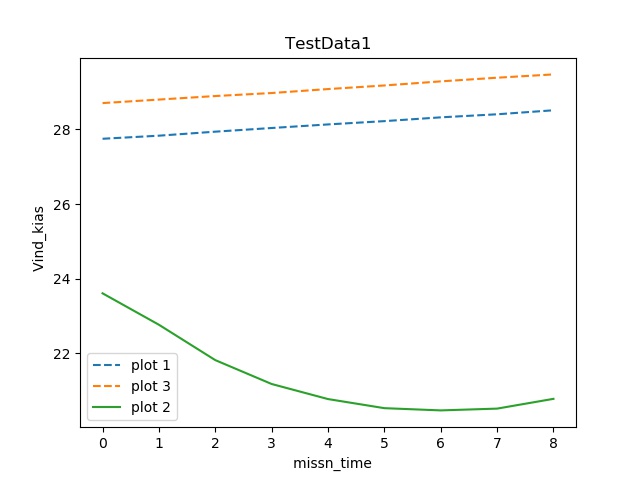 TestData1
28
26
24
22
Vind_kias
plot 1
plot 3
plot 2
0 1 2 3 4 5 6 7 8
missn_time